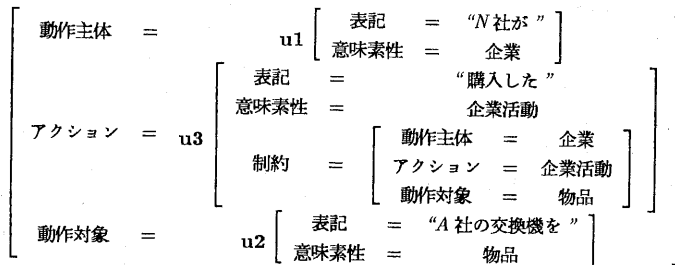 動作主体 = u1 表記 = “N社が ”
意味素性 = 企業
アクション = u3 表記 = “購入した ”
意味素性 = 企業活動
制約 = 動作主体 = 企業
アクション = 企業活動
動作対象 = 物品
動作対象 = u2 表記 = “A 社の交換機を ”
意味素性 = 物品